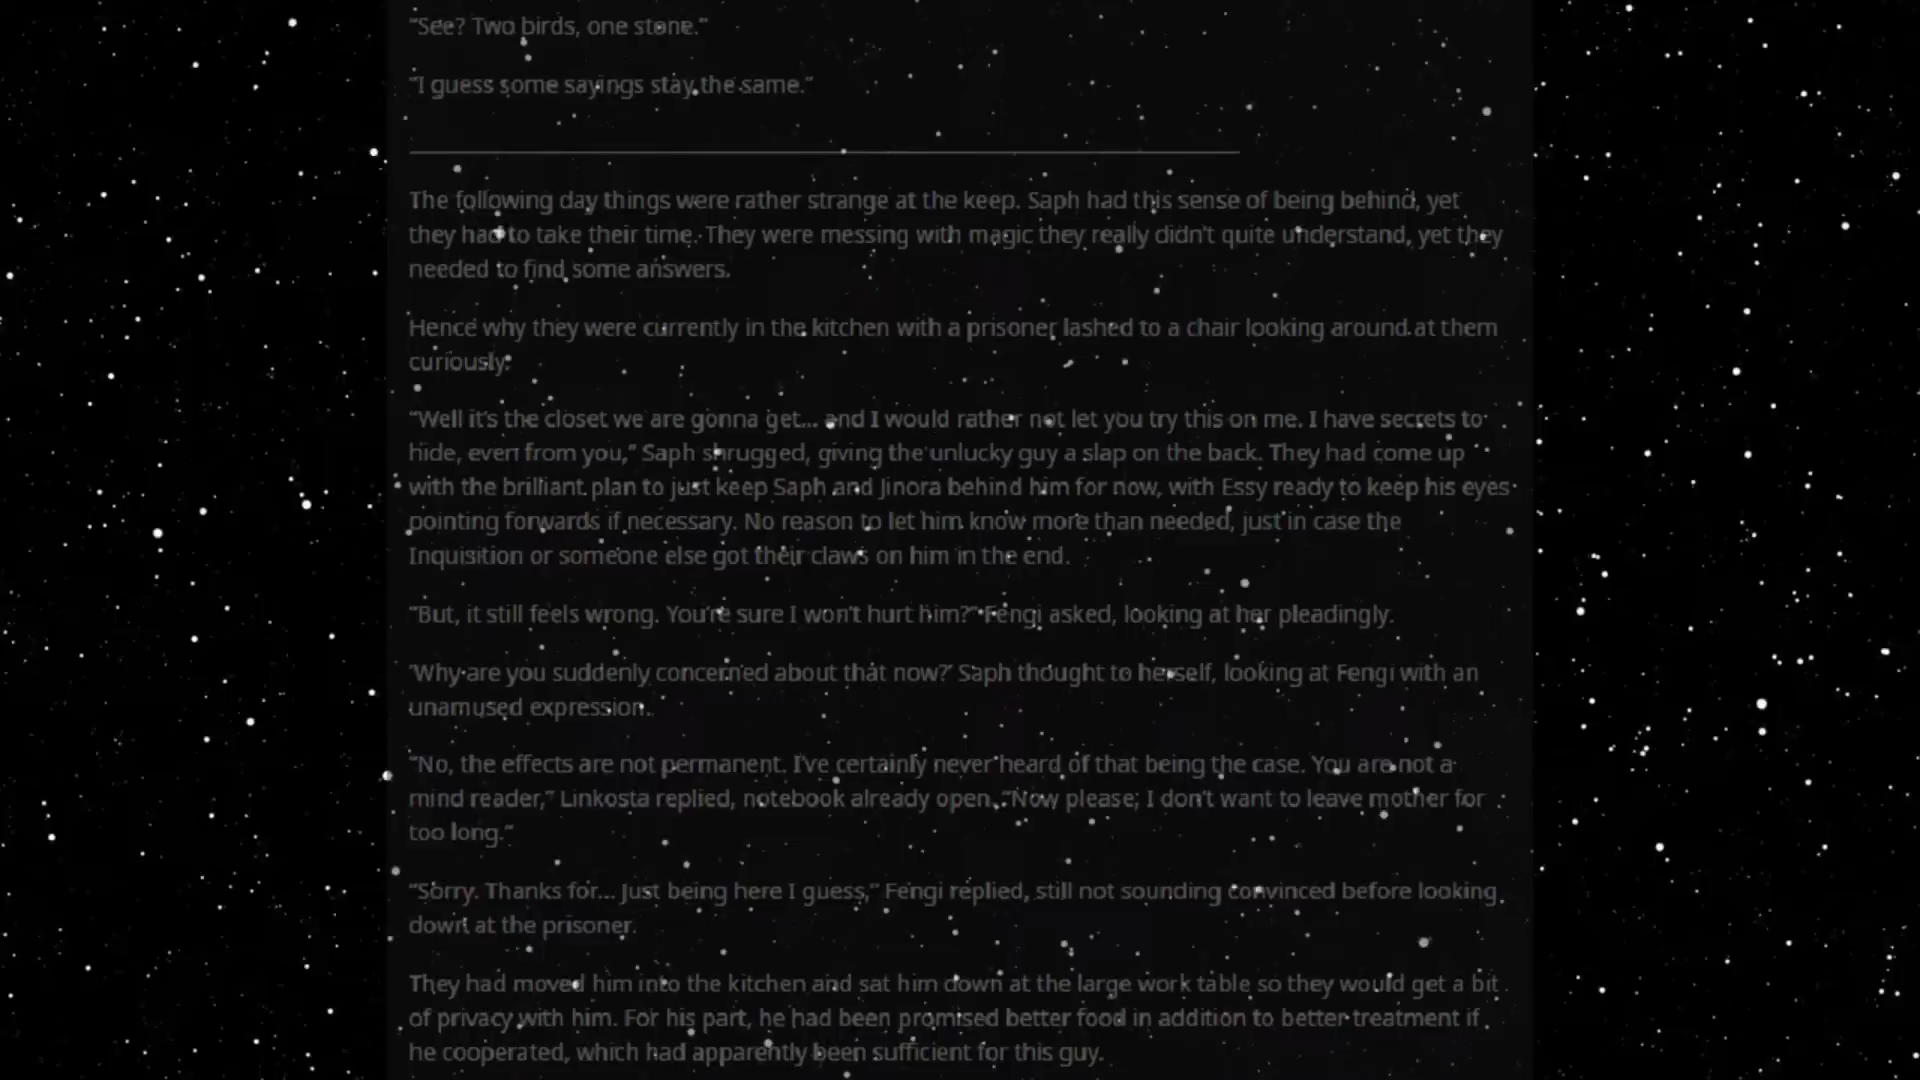 “See? Two birds, one stone.”
“I guess some sayings stay the same.”
The following day things were rather strange at the keep. Saph had this sense of being behind, yet
they had to take their time. They were messing with magic they really didn’t quite understand, yet they
needed to find some answers.
Hence why they were currently in the kitchen with a prisoner lashed to a chair looking around at them
curiously.
“Well it’s the closet we are gonna get... and I would rather not let you try this on me. I have secrets to
hide, even from you,” Saph shrugged, giving the unlucky guy a slap on the back. They had come up
with the brilliant plan to just keep Saph and Jinora behind him for now, with Essy ready to keep his eyes
pointing forwards if necessary. No reason to let him know more than needed, just in case the
Inquisition or someone else got their claws on him in the end.
“But, it still feels wrong. You’re sure I won’t hurt him?” Fengi asked, looking at her pleadingly.
‘Why are you suddenly concerned about that now?’ Saph thought to herself, looking at Fengi with an
unamused expression.
“No, the effects are not permanent. I’ve certainly never heard of that being the case. You are not a
mind reader,” Linkosta replied, notebook already open. “Now please; I don’t want to leave mother for
too long.”
“Sorry. Thanks for... Just being here I guess,” Fengi replied, still not sounding convinced before looking
down at the prisoner.
They had moved him into the kitchen and sat him down at the large work table so they would get a bit
of privacy with him. For his part, he had been promised better food in addition to better treatment if
he cooperated, which had apparently been sufficient for this guy.